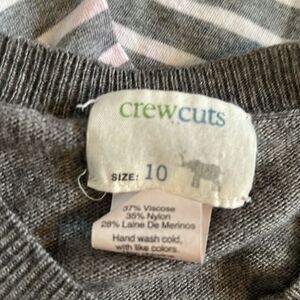 crewcuts
SIZE: 10
37% Viscose
35% Nylon
28% Laine De Merinos
Hand wash cold,
with like colors.